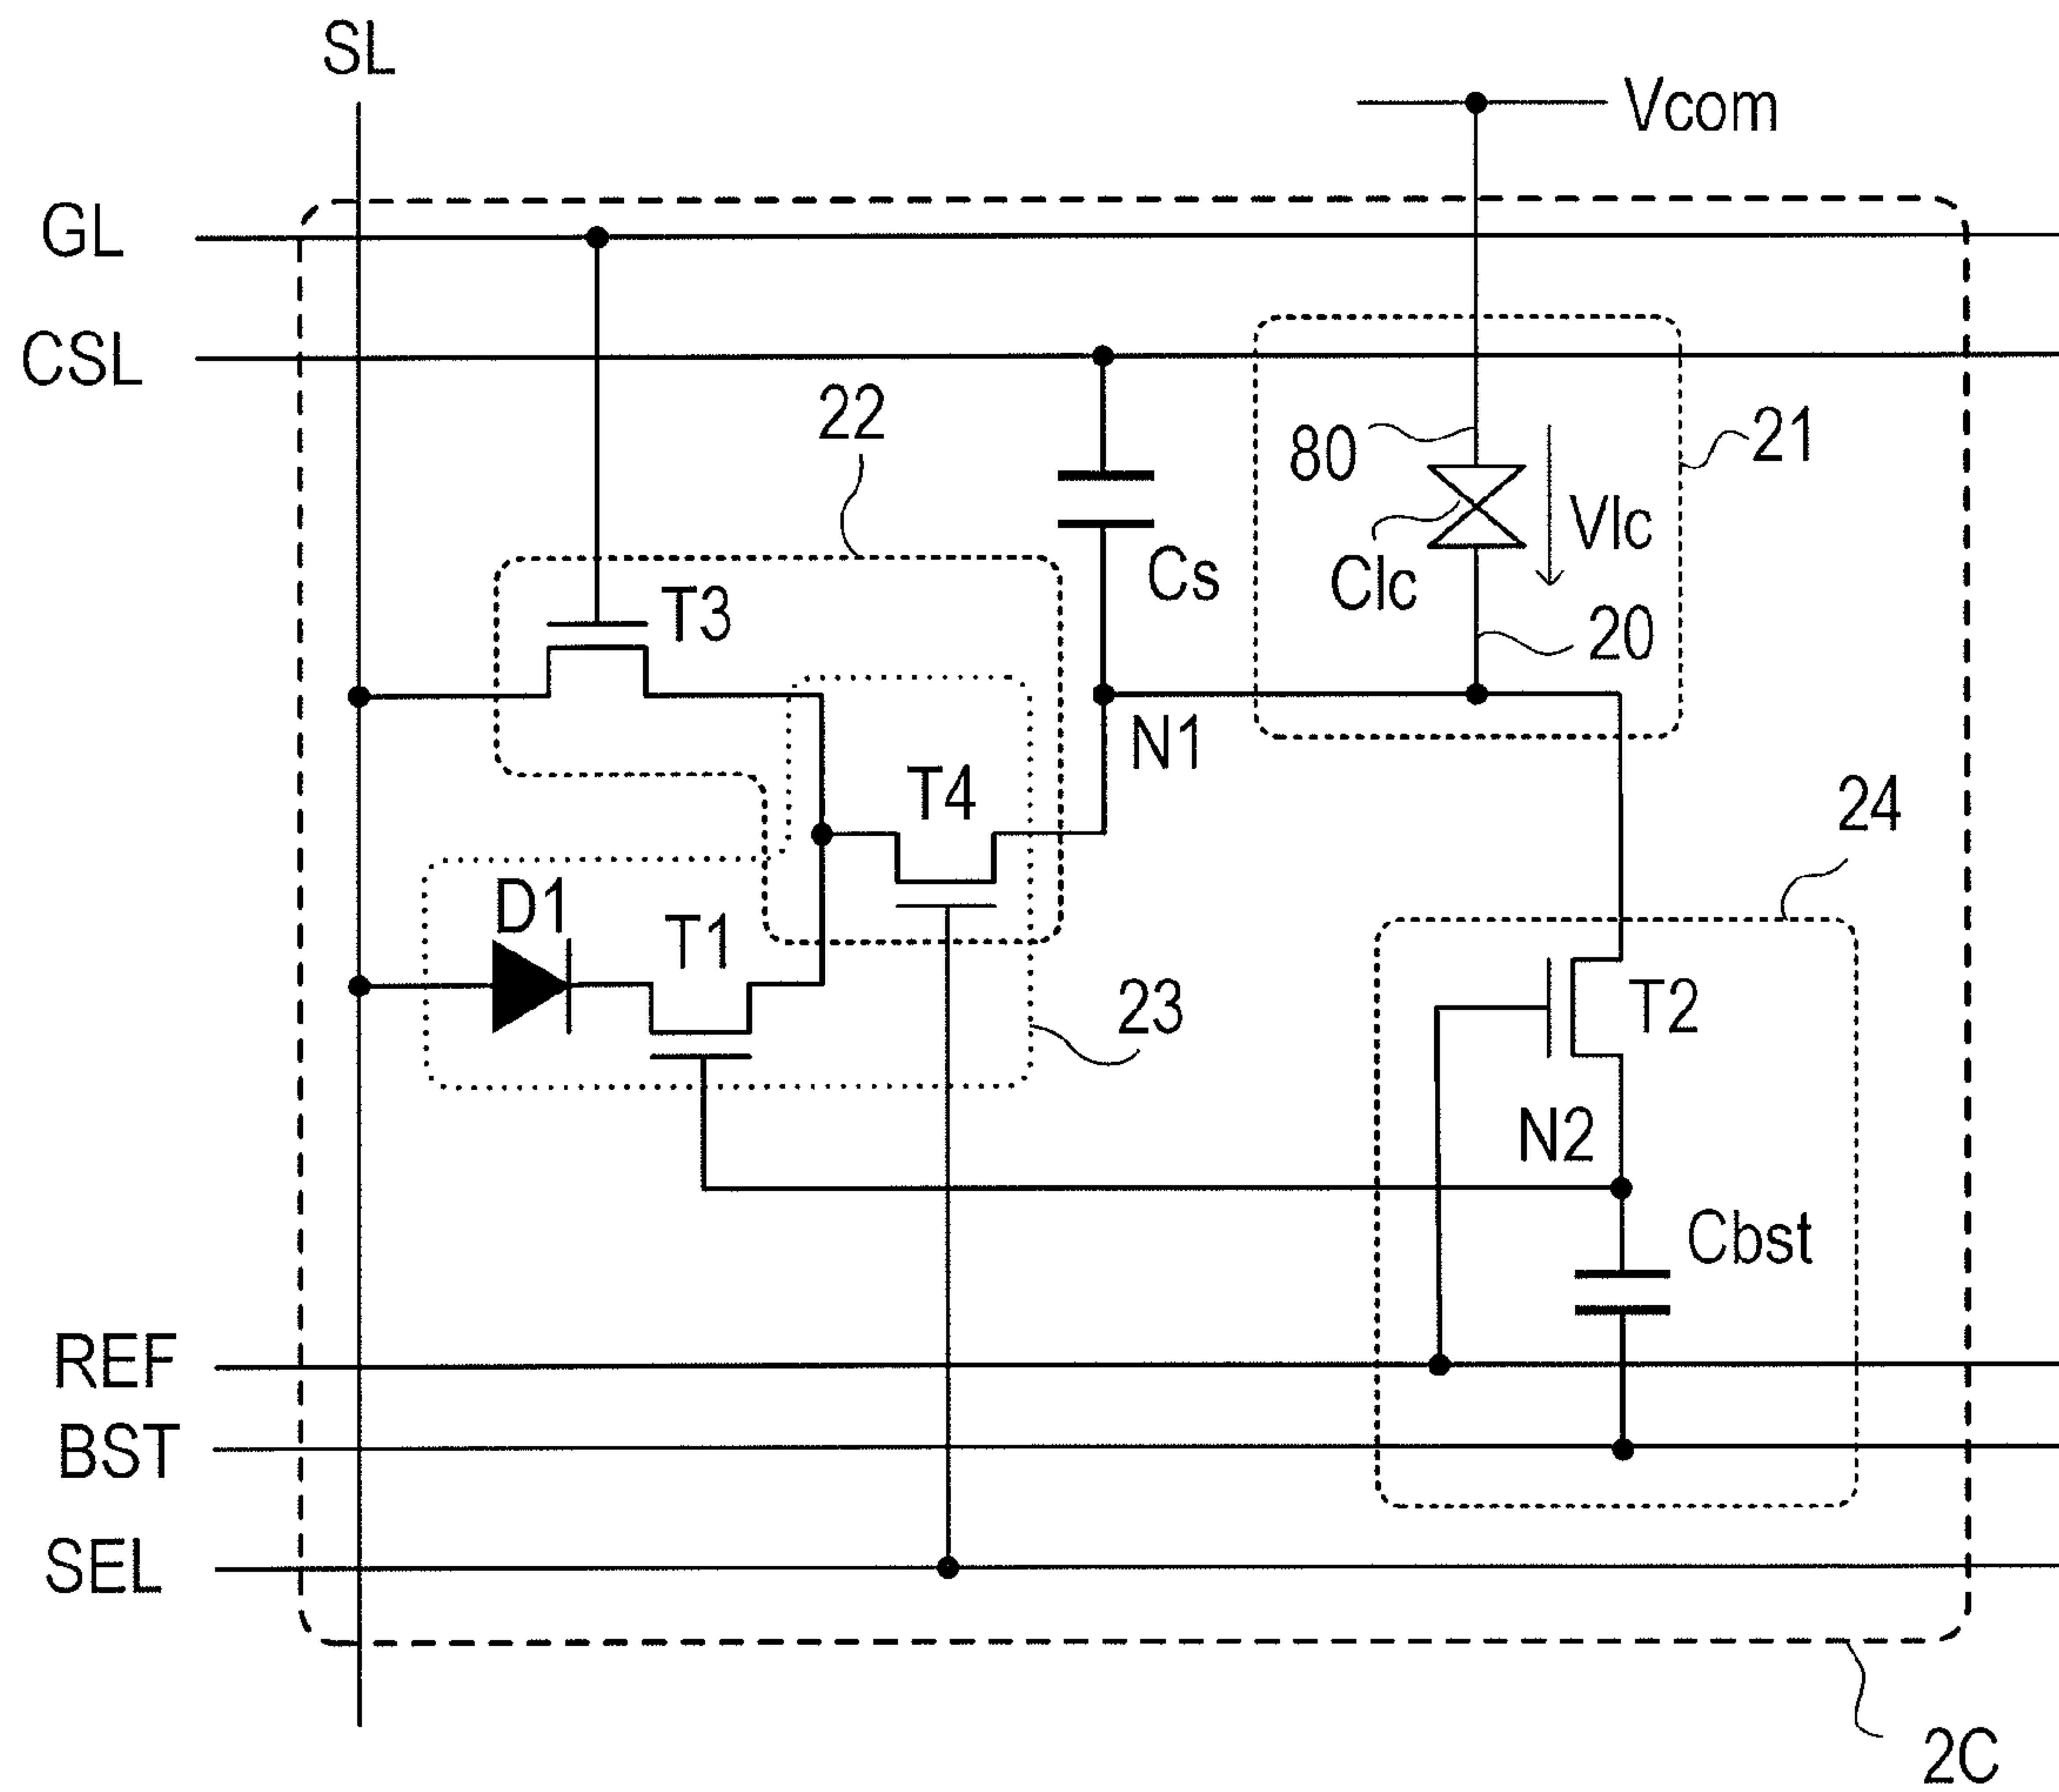 SL
Vcom
GL
CSL
22
80
21
Vlc
Clc
Cs
20
T3
N1
T4
24
D1
T1
23
T2
N2
Cbst
REF
BST
SEL
2C